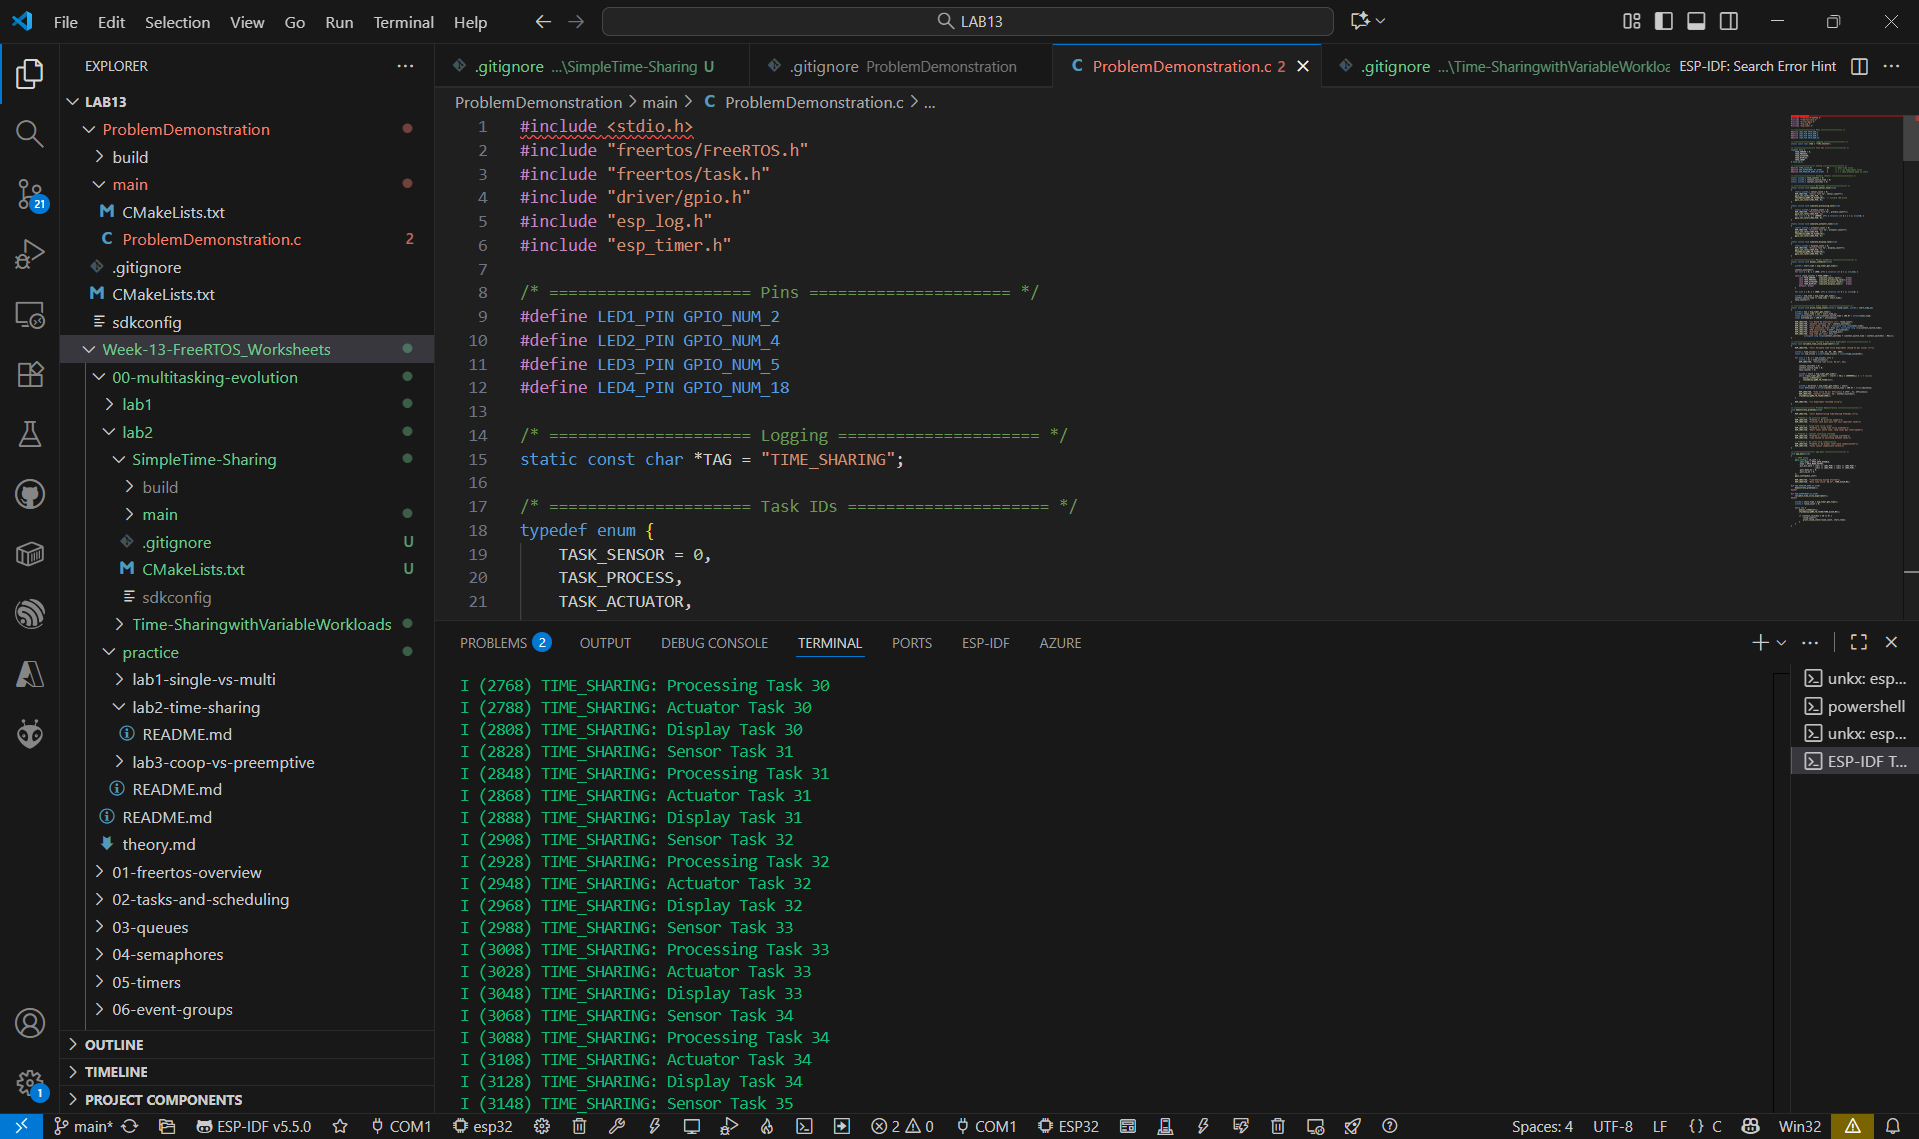 File Edit Selection View Go Run Terminal Help
LAB13
EXPLORER
LAB13
ProblemDemonstration
build
main
CMakeLists.txt
ProblemDemonstration.c 2
.gitignore
CMakeLists.txt
sdkconfig
Week-13-FreeRTOS_Worksheets
00-multitasking-evolution
lab1
lab2
SimpleTime-Sharing
build
main
.gitignore U
CMakeLists.txt U
sdkconfig
Time-SharingwithVariableWorkloads
practice
lab1-single-vs-multi
lab2-time-sharing
README.md
lab3-coop-vs-preemptive
README.md
README.md
theory.md
01-freertos-overview
02-tasks-and-scheduling
03-queues
04-semaphores
05-timers
06-event-groups
OUTLINE
TIMELINE
PROJECT COMPONENTS
21
1
.gitignore ...\SimpleTime-Sharing U
.gitignore ProblemDemonstration
ProblemDemonstration.c 2
.gitignore ...\Time-SharingwithVariableWorkloa
ESP-IDF: Search Error Hint
ProblemDemonstration > main > C ProblemDemonstration.c > ...
1 #include <stdio.h>
2 #include "freertos/FreeRTOS.h"
3 #include "freertos/task.h"
4 #include "driver/gpio.h"
5 #include "esp_log.h"
6 #include "esp_timer.h"
7
8 /* ===================== Pins ===================== */
9 #define LED1_PIN GPIO_NUM_2
10 #define LED2_PIN GPIO_NUM_4
11 #define LED3_PIN GPIO_NUM_5
12 #define LED4_PIN GPIO_NUM_18
13
14 /* ===================== Logging ===================== */
15 static const char *TAG = "TIME_SHARING";
16
17 /* ===================== Task IDs ===================== */
18 typedef enum {
19 TASK_SENSOR = 0,
20 TASK_PROCESS,
21 TASK_ACTUATOR,
PROBLEMS 2 OUTPUT DEBUG CONSOLE TERMINAL PORTS ESP-IDF AZURE
I (2768) TIME_SHARING: Processing Task 30
I (2788) TIME_SHARING: Actuator Task 30
I (2808) TIME_SHARING: Display Task 30
I (2828) TIME_SHARING: Sensor Task 31
I (2848) TIME_SHARING: Processing Task 31
I (2868) TIME_SHARING: Actuator Task 31
I (2888) TIME_SHARING: Display Task 31
I (2908) TIME_SHARING: Sensor Task 32
I (2928) TIME_SHARING: Processing Task 32
I (2948) TIME_SHARING: Actuator Task 32
I (2968) TIME_SHARING: Display Task 32
I (2988) TIME_SHARING: Sensor Task 33
I (3008) TIME_SHARING: Processing Task 33
I (3028) TIME_SHARING: Actuator Task 33
I (3048) TIME_SHARING: Display Task 33
I (3068) TIME_SHARING: Sensor Task 34
I (3088) TIME_SHARING: Processing Task 34
I (3108) TIME_SHARING: Actuator Task 34
I (3128) TIME_SHARING: Display Task 34
I (3148) TIME_SHARING: Sensor Task 35
unkx: esp...
powershell
unkx: esp...
ESP-IDF T...
main* ESP-IDF v5.5.0 COM1 esp32 2 0 COM1 ESP32 Spaces: 4 UTF-8 LF {} C Win32